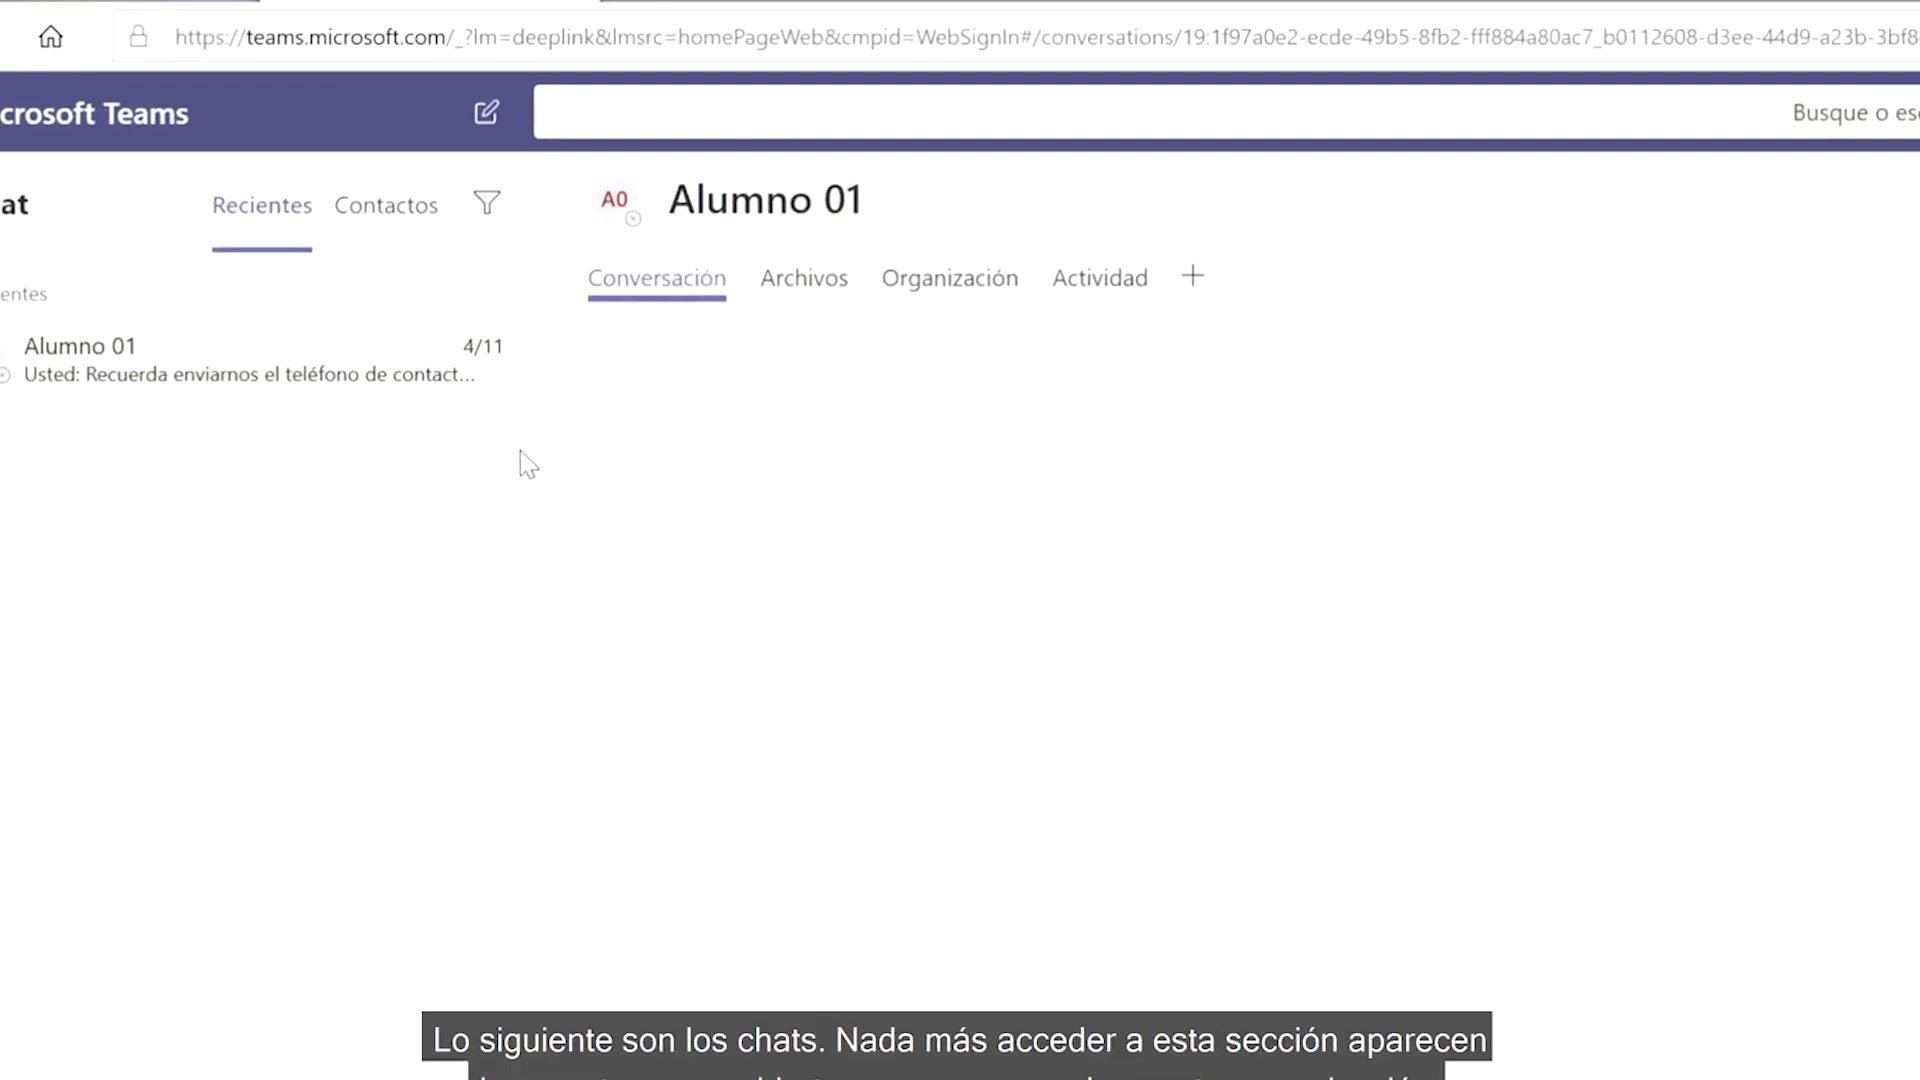 https://teams.microsoft.com/_?lm=deeplink&lmsrc=homePageWeb&cmpid=WebSignIn#/conversations/19:1f97a0e2-ecde-49b5-8fb2-fff884a80ac7_b0112608-d3ee-44d9-a23b-3bf8
crosoft Teams
Busque o es
at
Recientes Contactos
A0 Alumno 01
Conversación Archivos Organización Actividad
entes
Alumno 01 4/11
Usted: Recuerda enviarnos el teléfono de contact...
Lo siguiente son los chats. Nada más acceder a esta sección aparecen